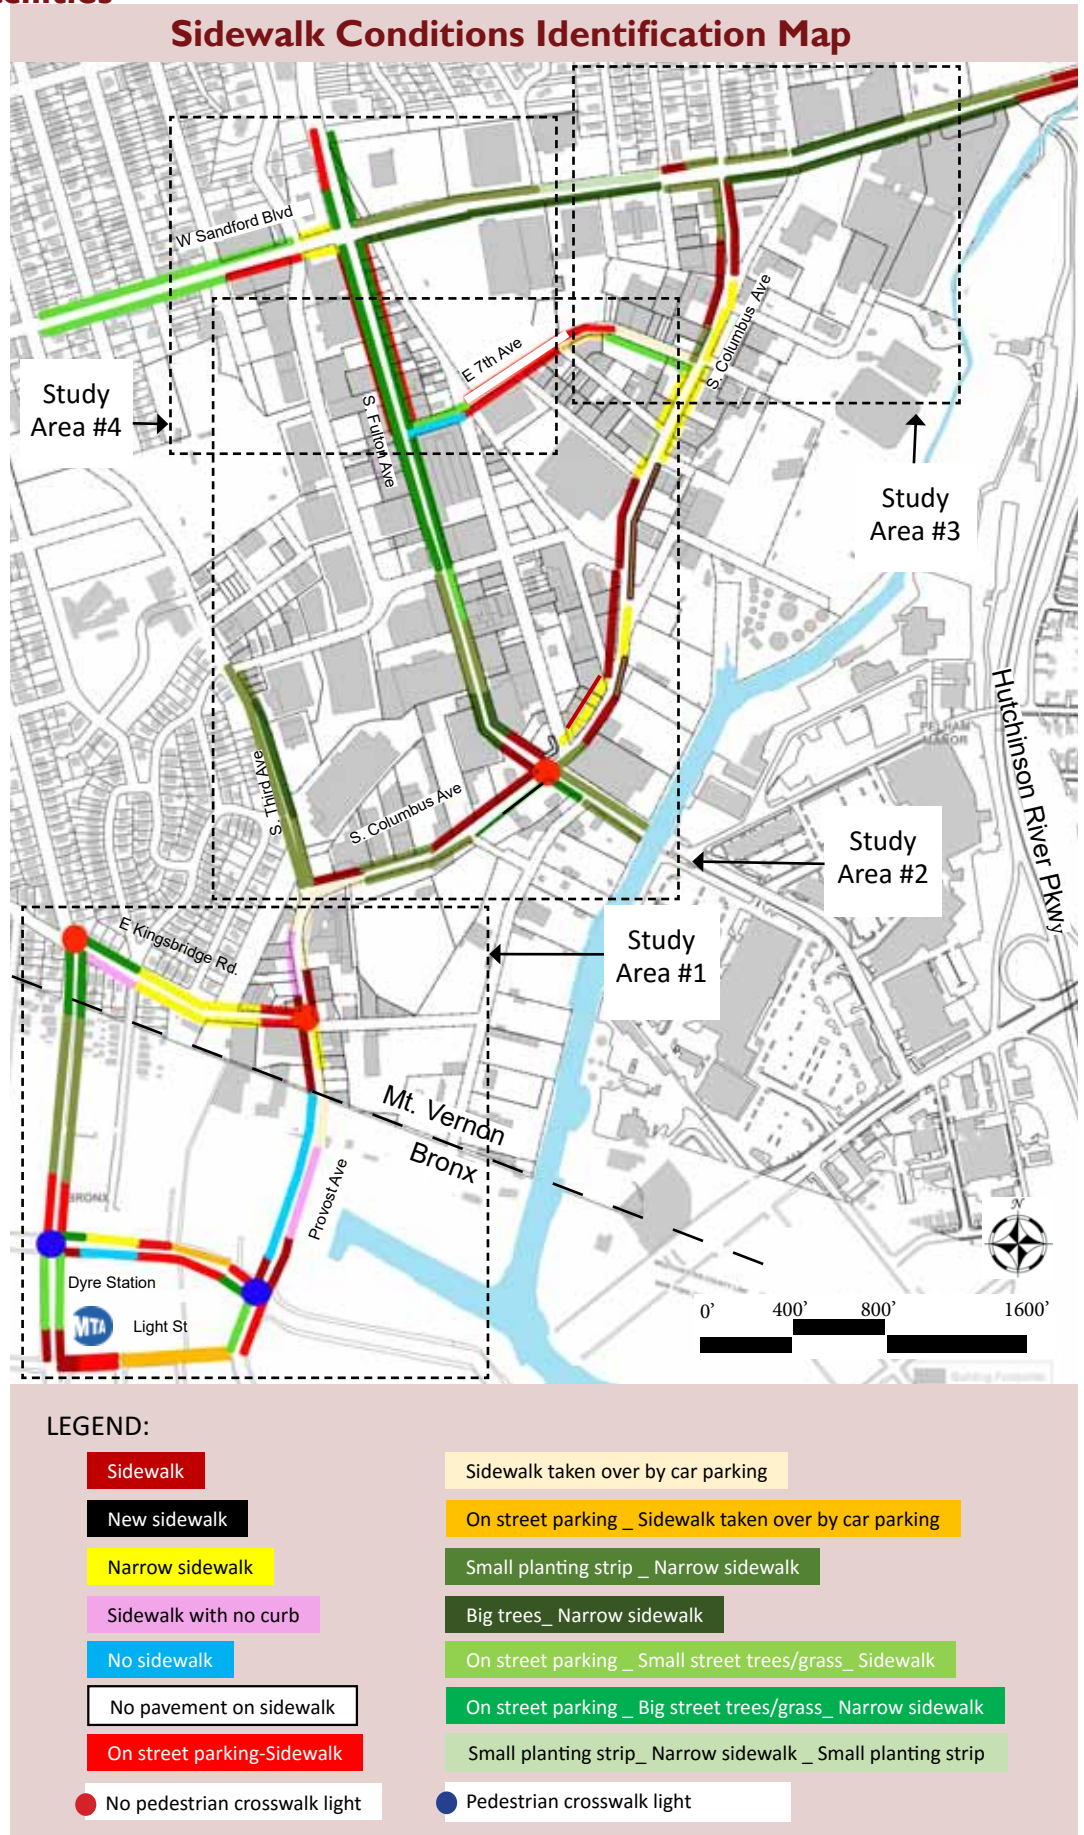 Sidewalk Conditions Identification Map
W Sandford Blvd
E 7th Ave
S. Columbus Ave
S. Fulton Ave
Study
Area #4
Study
Area #3
Hutchinson River Pkwy
PELHAM
MANOR
S. Third Ave
S. Columbus Ave
Study
Area #2
Study
Area #1
E Kingsbridge Rd.
Mt. Vernon
Bronx
Provost Ave
BRONX
Dyre Station
MTA
Light St
N
0’ 400’ 800’ 1600’
LEGEND:
Sidewalk
New sidewalk
Narrow sidewalk
Sidewalk with no curb
No sidewalk
No pavement on sidewalk
On street parking-Sidewalk
No pedestrian crosswalk light
Sidewalk taken over by car parking
On street parking _ Sidewalk taken over by car parking
Small planting strip _ Narrow sidewalk
Big trees_ Narrow sidewalk
On street parking _ Small street trees/grass_ Sidewalk
On street parking _ Big street trees/grass_ Narrow sidewalk
Small planting strip_ Narrow sidewalk _ Small planting strip
Pedestrian crosswalk light